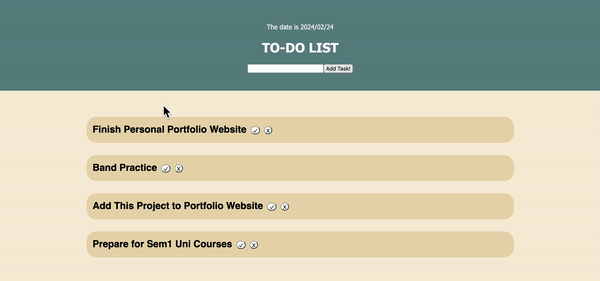 The date is 2024/02/24
TO-DO LIST
Add Task!
Finish Personal Portfolio Website ✓ X
Band Practice ✓ X
Add This Project to Portfolio Website ✓ X
Prepare for Sem1 Uni Courses ✓ X